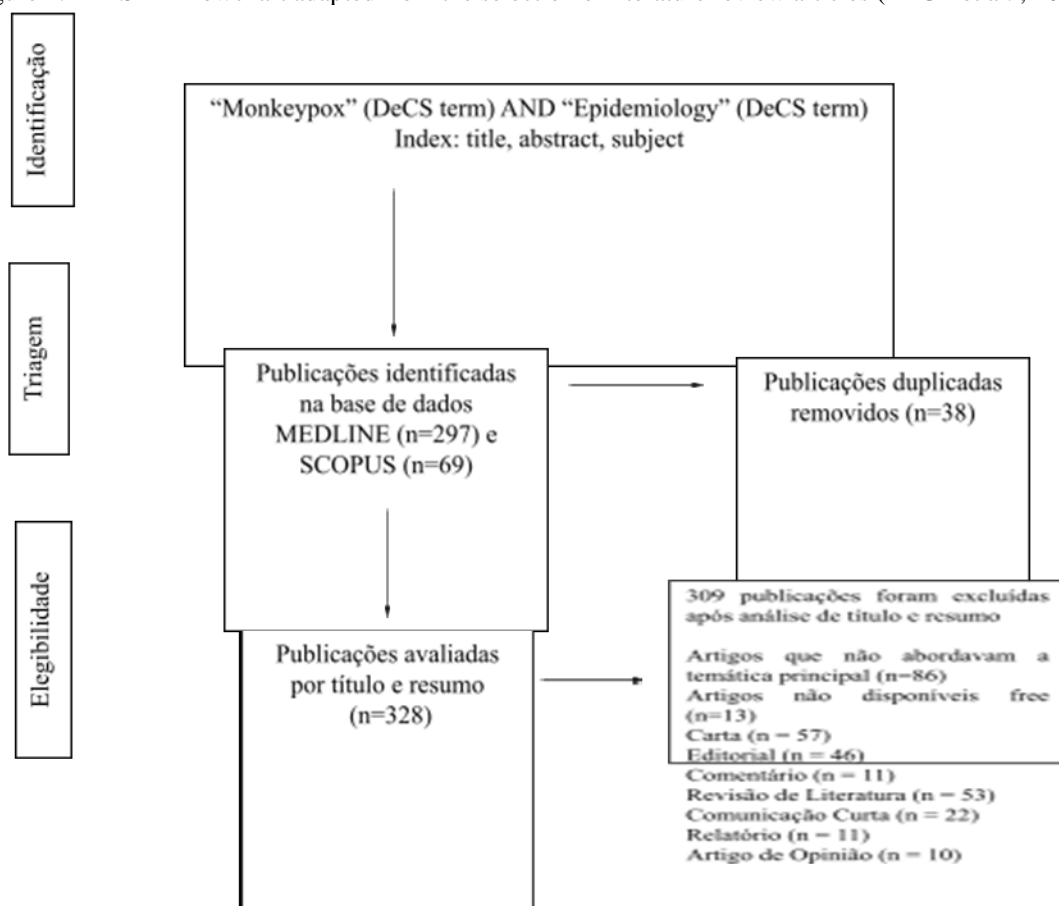 Identificação
"Monkeypox" (DeCS term) AND "Epidemiology" (DeCS term)
Index: title, abstract, subject
Triagem
Publicações identificadas
na base de dados
MEDLINE (n=297) e
SCOPUS (n=69)
Publicações duplicadas
removidos (n=38)
Elegibilidade
Publicações avaliadas
por título e resumo
(n=328)
309 publicações foram excluídas
após análise de título e resumo
Artigos que não abordavam a
temática principal (n=86)
Artigos não disponíveis free
(n=13)
Carta (n = 57)
Editorial (n = 46)
Comentário (n = 11)
Revisão de Literatura (n = 53)
Comunicação Curta (n = 22)
Relatório (n = 11)
Artigo de Opinião (n = 10)